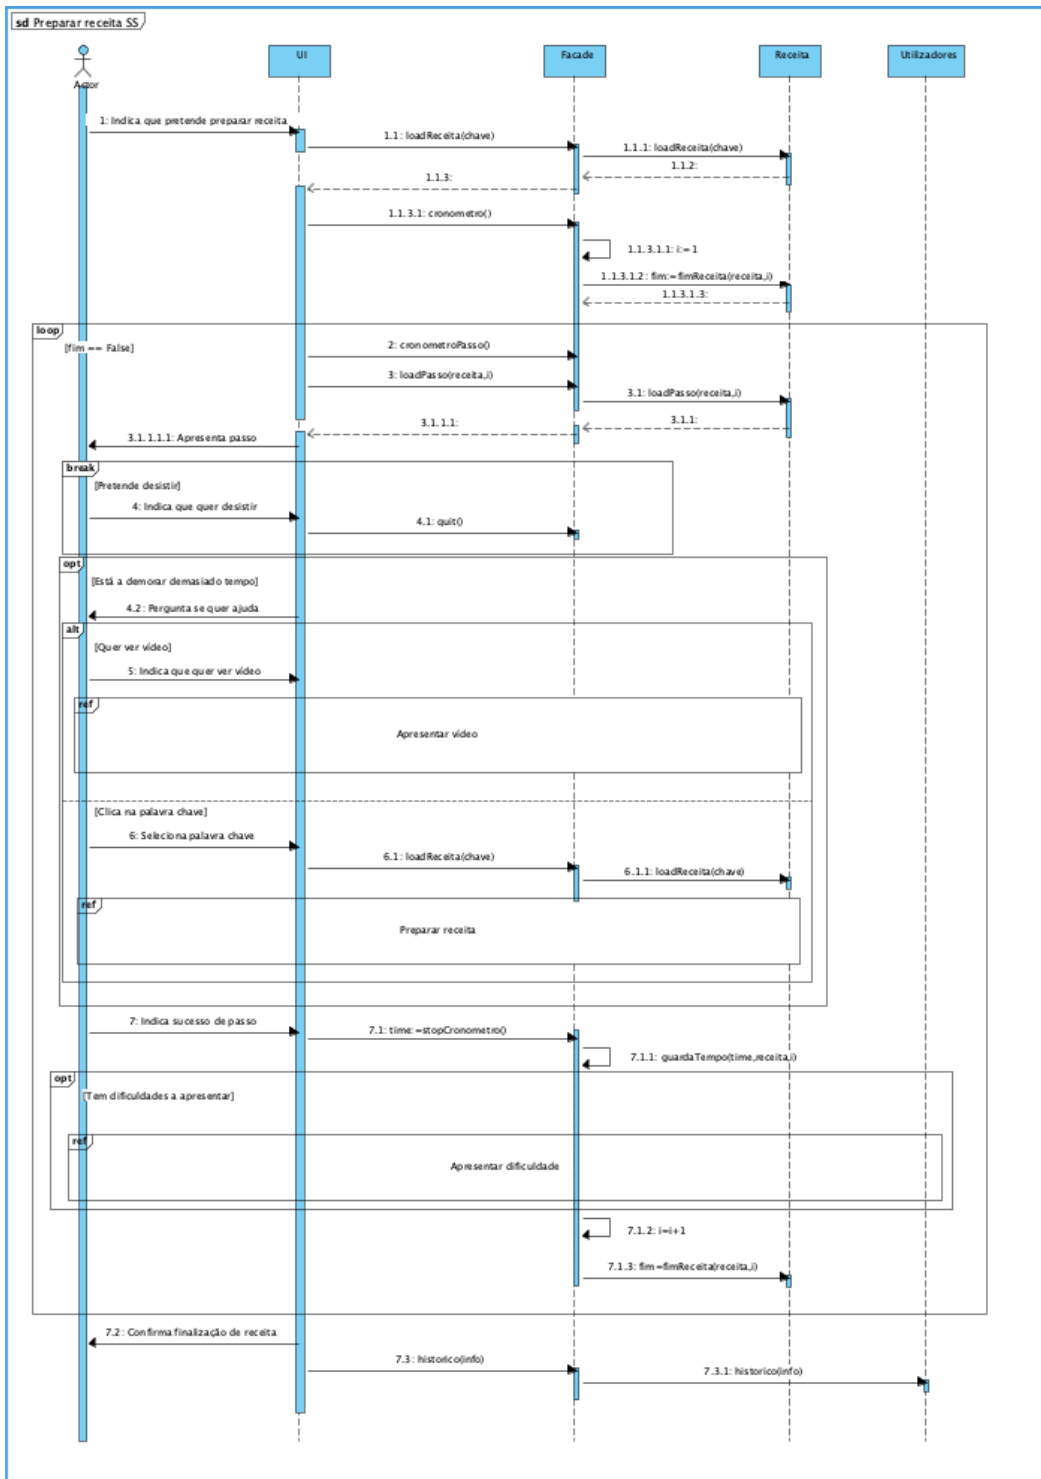 sd Preparar receita SS
Actor
UI
Facade
Receita
Utilizadores
1: Indica que pretende preparar receita
1.1: loadReceita(chave)
1.1.1: loadReceita(chave)
1.1.2:
1.1.3:
1.1.3.1: cronometro()
1.1.3.1.1: i:=1
1.1.3.1.2: fim:=fimReceita(receita,i)
1.1.3.1.3:
loop
[fim == False]
2: cronometroPasso()
3: loadPasso(receita,i)
3.1: loadPasso(receita,i)
3.1.1:
3.1.1.1:
3.1.1.1.1: Apresenta passo
break
[Pretende desistir]
4: Indica que quer desistir
4.1: quit()
opt
[Está a demorar demasiado tempo]
4.2: Pergunta se quer ajuda
alt
[Quer ver vídeo]
5: Indica que quer ver vídeo
ref
Apresentar vídeo
[Clica na palavra chave]
6: Seleciona palavra chave
6.1: loadReceita(chave)
6.1.1: loadReceita(chave)
ref
Preparar receita
7: Indica sucesso de passo
7.1: time:=stopCronometro()
7.1.1: guardaTempo(time,receita,i)
opt
[Tem dificuldades a apresentar]
ref
Apresentar dificuldade
7.1.2: i=i+1
7.1.3: fim=fimReceita(receita,i)
7.2: Confirma finalização de receita
7.3: historico(info)
7.3.1: historico(info)